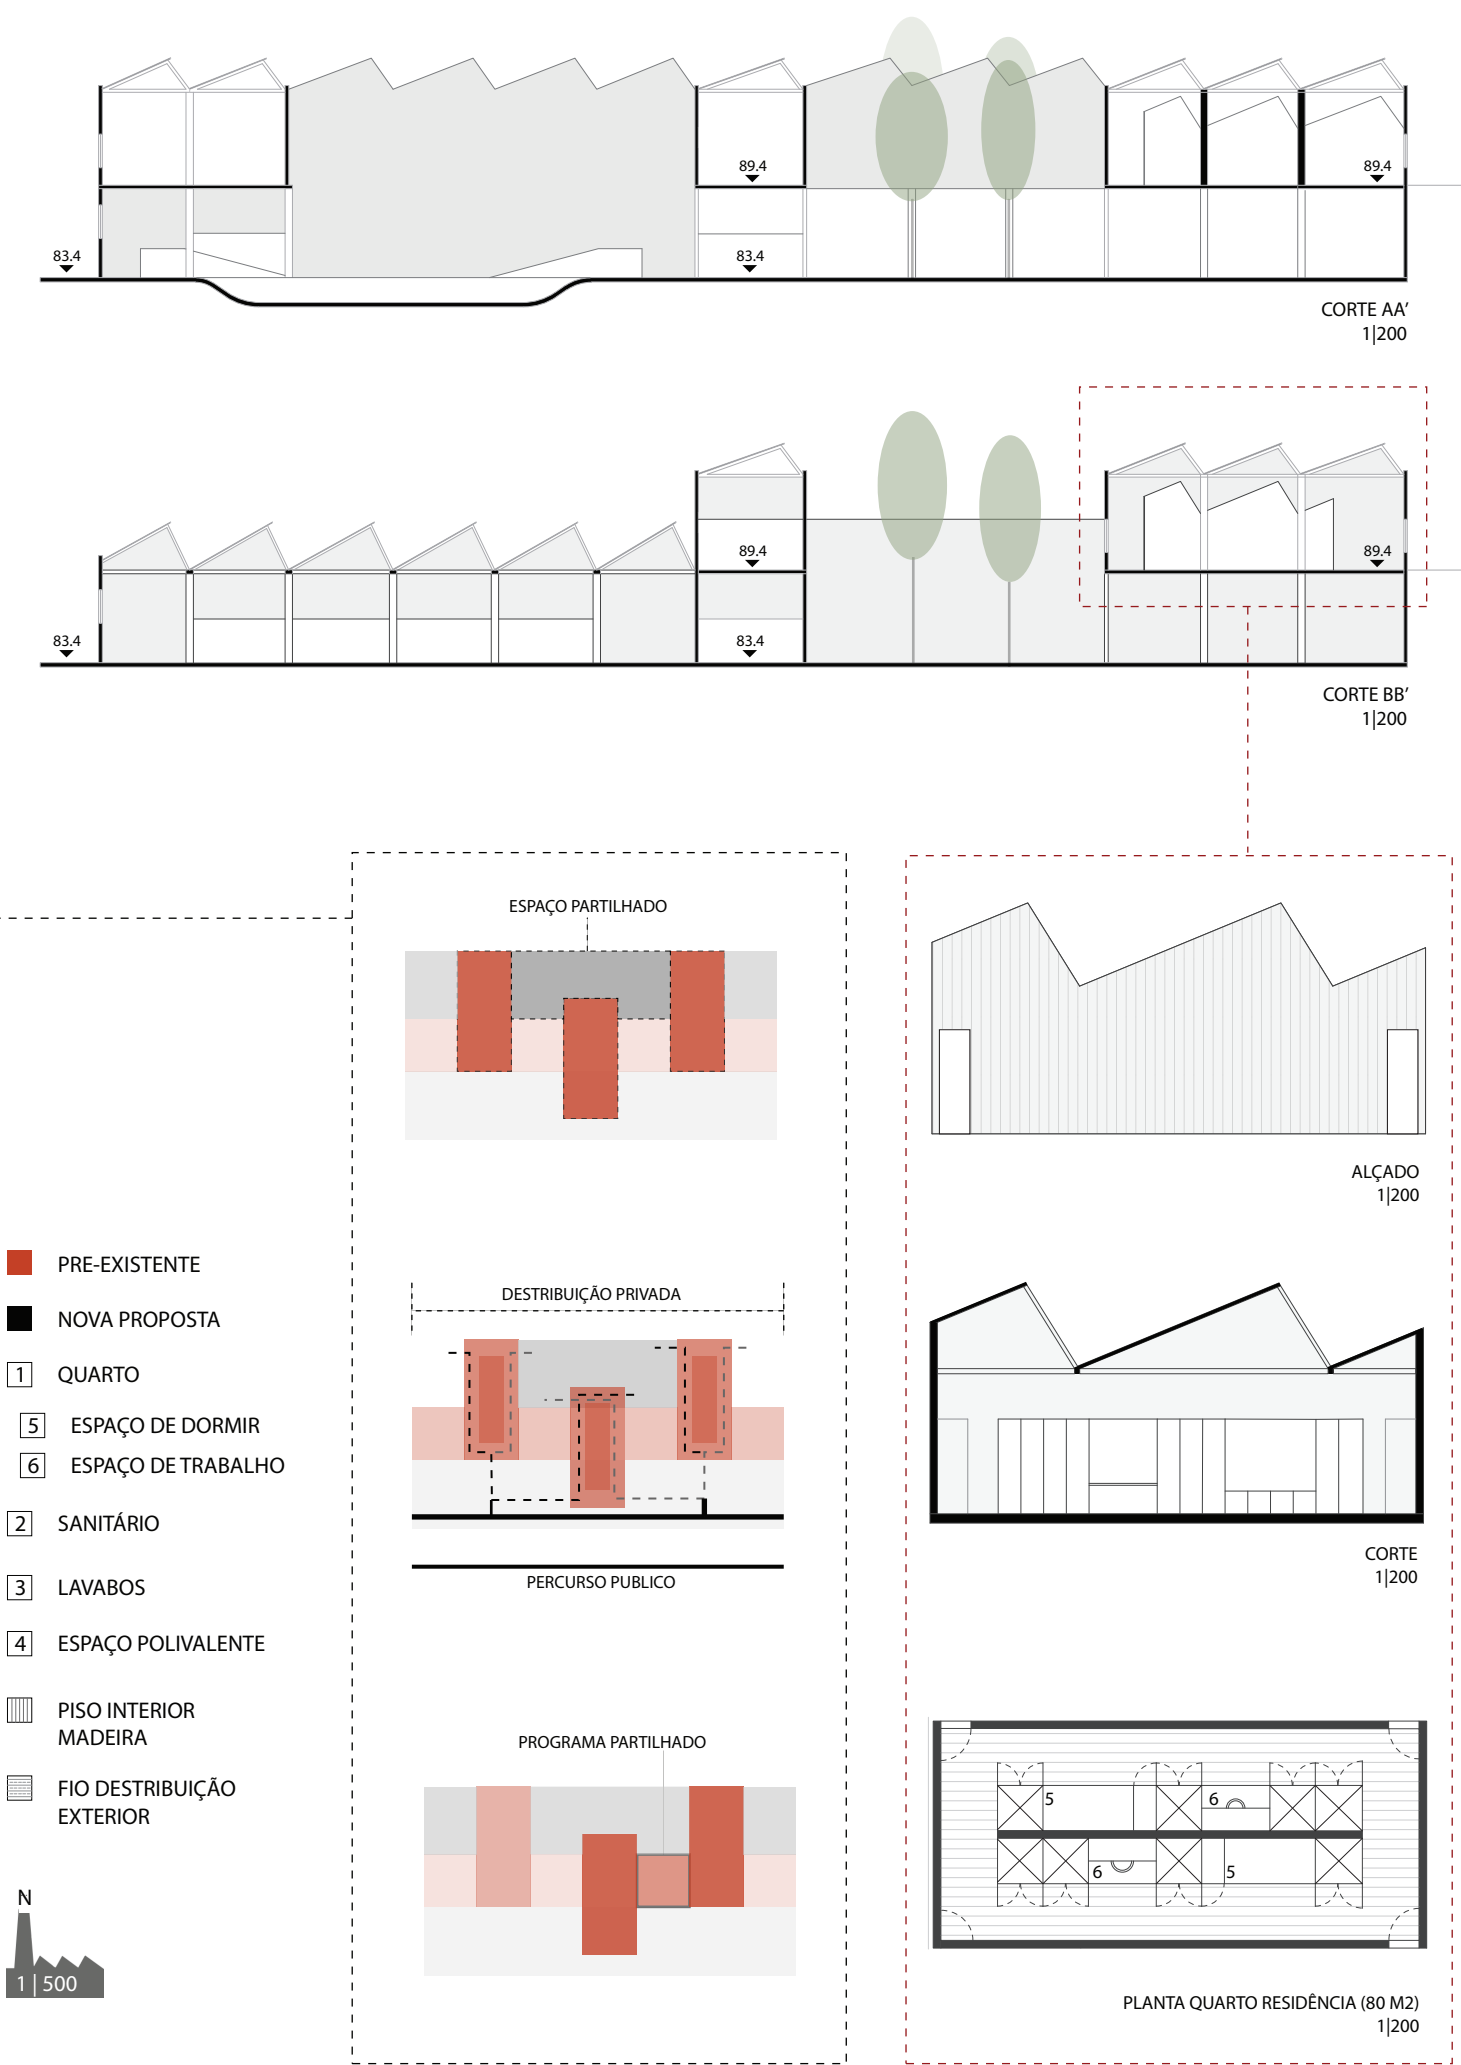 89.4
89.4
83.4
83.4
CORTE AA’
1|200
89.4
89.4
83.4
83.4
CORTE BB’
1|200
ESPAÇO PARTILHADO
DESTRIBUIÇÃO PRIVADA
PERCURSO PUBLICO
PROGRAMA PARTILHADO
ALÇADO
1|200
CORTE
1|200
5
6
6
5
PLANTA QUARTO RESIDÊNCIA (80 M2)
1|200
PRE-EXISTENTE
NOVA PROPOSTA
1 QUARTO
5 ESPAÇO DE DORMIR
6 ESPAÇO DE TRABALHO
2 SANITÁRIO
3 LAVABOS
4 ESPAÇO POLIVALENTE
PISO INTERIOR
MADEIRA
FIO DESTRIBUIÇÃO
EXTERIOR
N
1 | 500